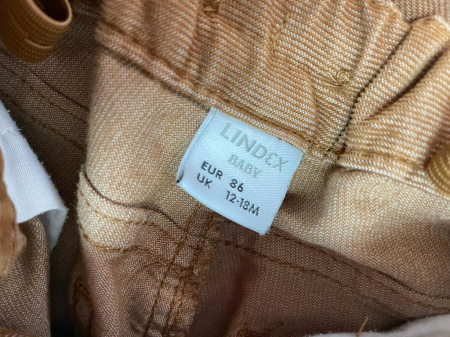 LINDEX
BABY
EUR 86
UK 12-18M